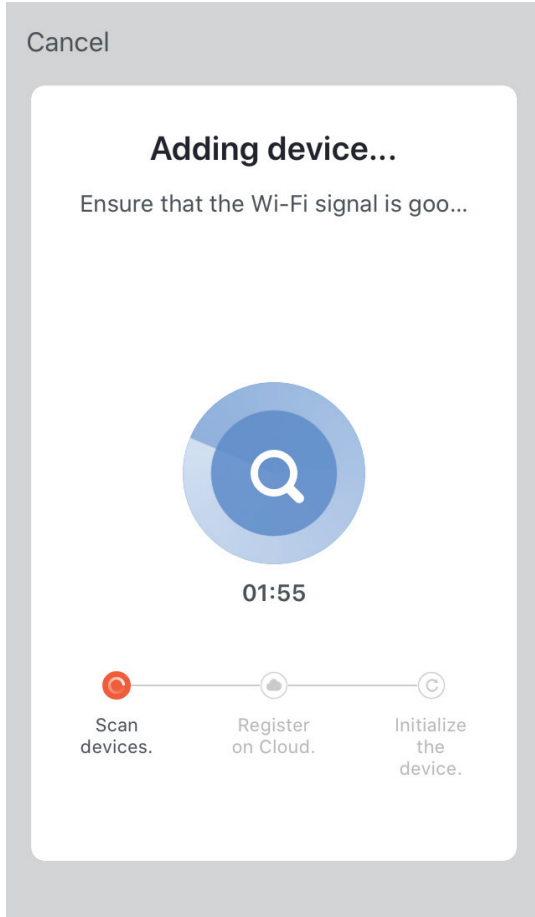 Cancel
Adding device...
Ensure that the Wi-Fi signal is goo...
01:55
Scan
devices.
Register
on Cloud.
Initialize
the
device.